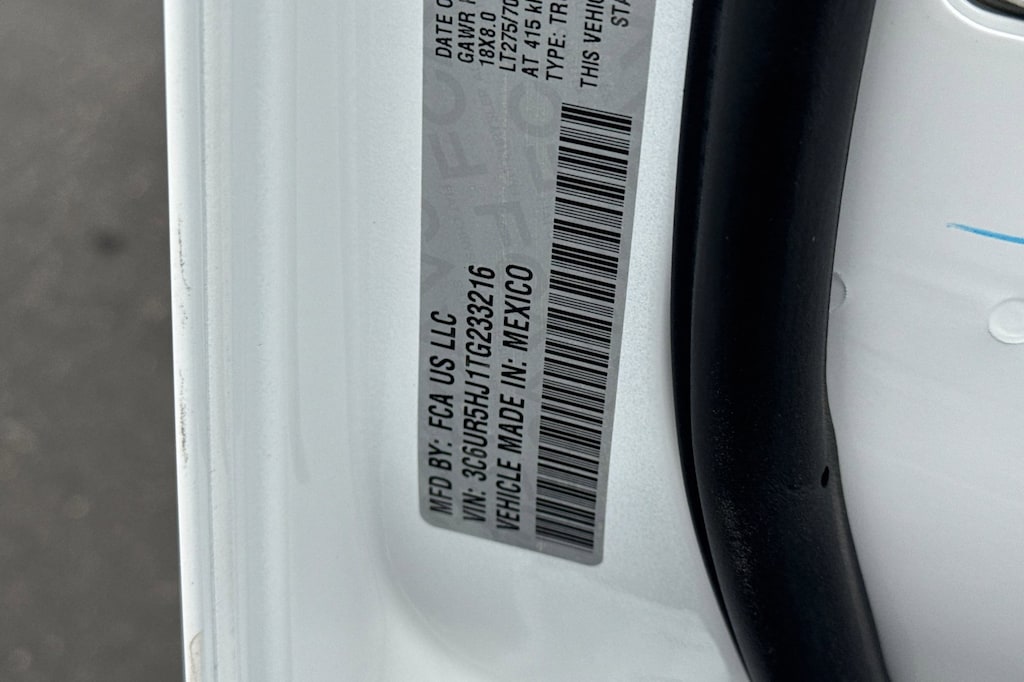 MFD BY: FCA US LLC
VIN: 3C6UR5HJ1TG233216
VEHICLE MADE IN: MEXICO
DATE O
GAWR
18X8.0
LT275/70
AT 415
TYPE: TR
THIS VEHIC
STA